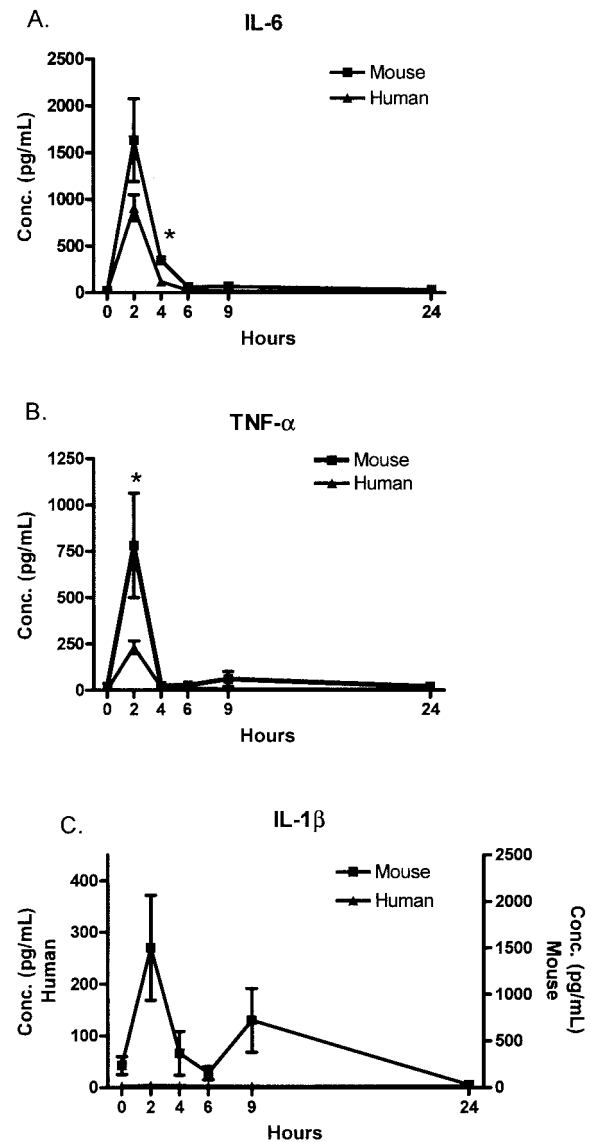 A.
IL-6
Mouse
Human
2500
2000
1500
1000
500
0
Conc. (pg/mL)
0 2 4 6 9 24
Hours
*
B.
TNF-α
Mouse
Human
1250
1000
750
500
250
0
Conc. (pg/mL)
0 2 4 6 9 24
Hours
*
C.
IL-1β
Mouse
Human
400
300
200
100
0
Conc. (pg/mL)
Human
2500
2000
1500
1000
500
0
Conc. (pg/mL)
Mouse
0 2 4 6 9 24
Hours